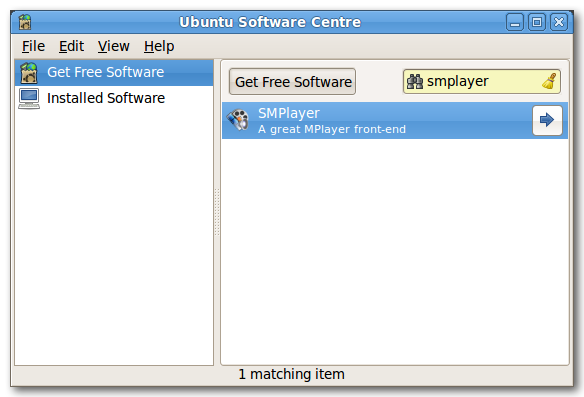 Ubuntu Software Centre
File Edit View Help
Get Free Software
Installed Software
Get Free Software
smplayer
SMPlayer
A great MPlayer front-end
1 matching item